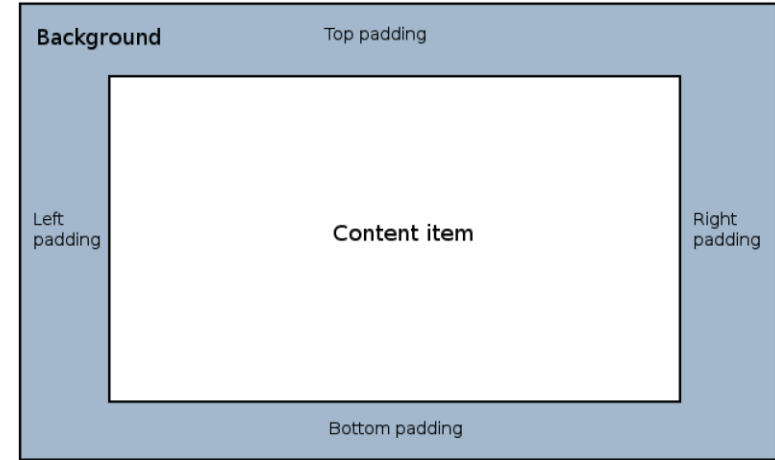 Background
Top padding
Left
padding
Content item
Right
padding
Bottom padding